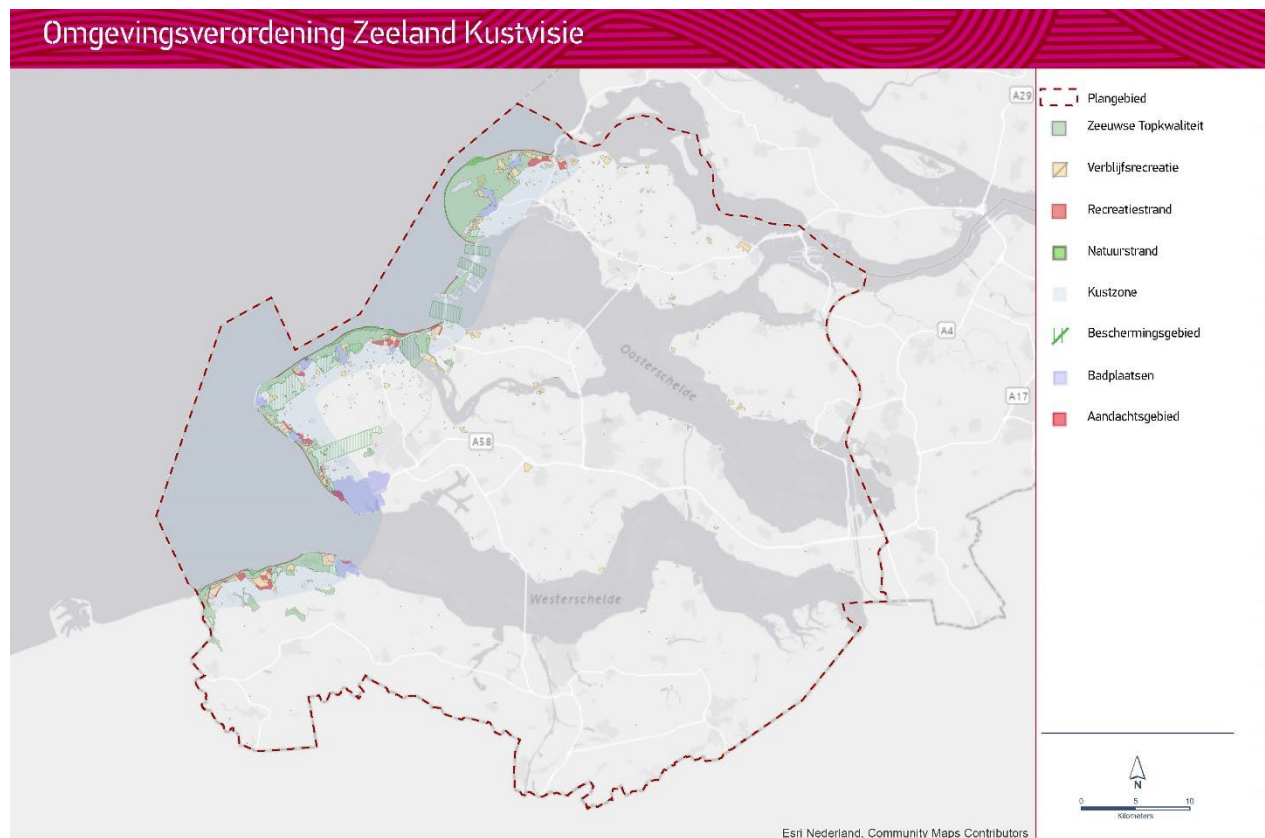 Omgevingsverordening Zeeland Kustvisie
A29
A4
A17
A58
Oosterschelde
Westerschelde
Plangebied
Zeeuwse Topkwaliteit
Verblijfsrecreatie
Recreatiestrand
Natuurstrand
Kustzone
Beschermingsgebied
Badplaatsen
Aandachtsgebied
N
0 5 10
Kilometers
Esri Nederland, Community Maps Contributors